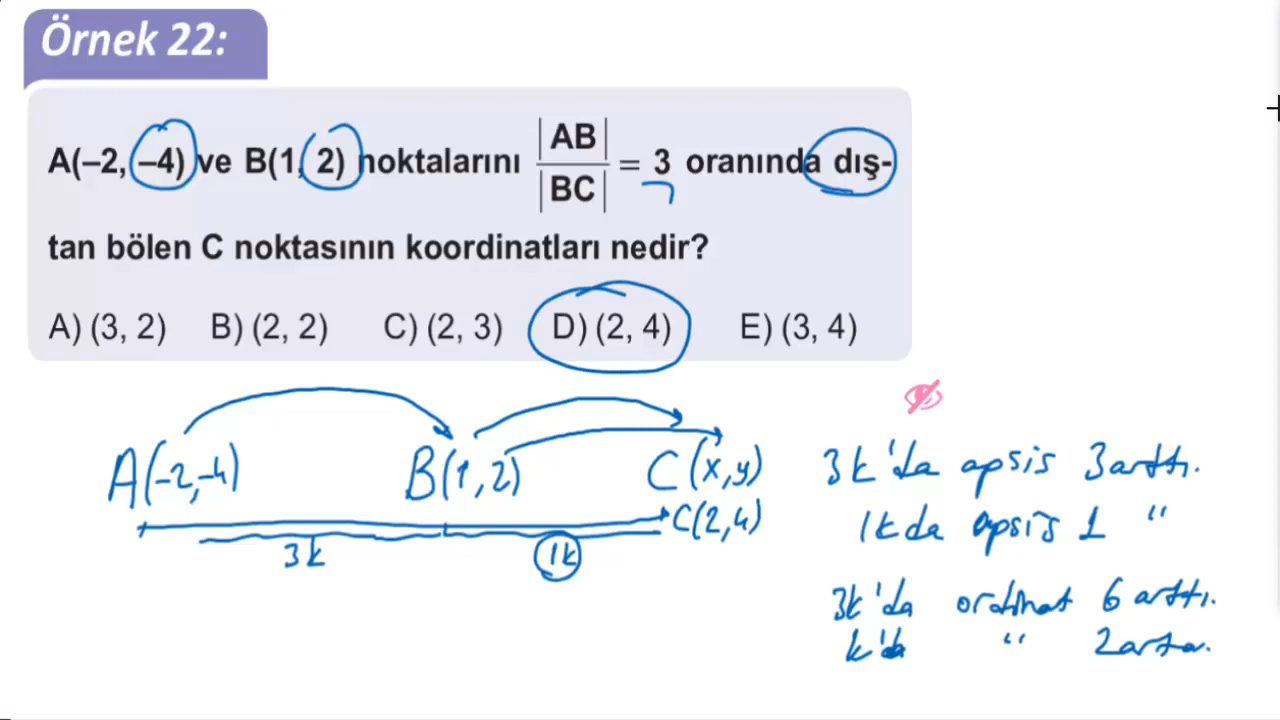 Örnek 22:
A(–2, –4) ve B(1, 2) noktalarını |AB| / |BC| = 3 oranında dış-
tan bölen C noktasının koordinatları nedir?
A) (3, 2) B) (2, 2) C) (2, 3) D) (2, 4) E) (3, 4)
A(-2,-4) B(1,2) C(x,y)
C(2,4)
3k 1k
3k'da apsis 3 arttı.
1k da apsis 1 "
3k'da ordinat 6 arttı.
k'da " 2 artar.